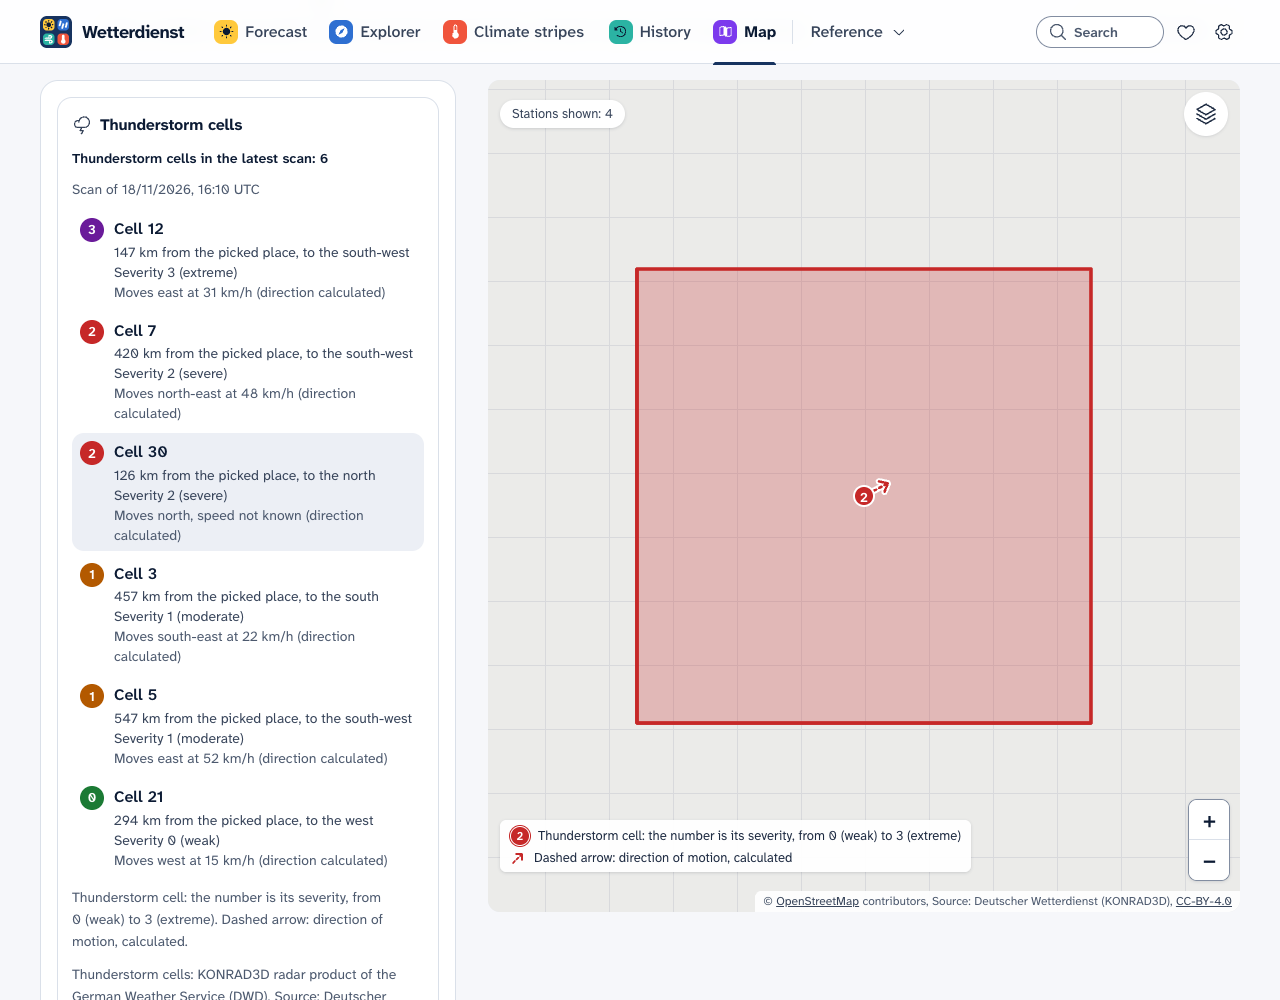 Wetterdienst
Forecast
Explorer
Climate stripes
History
Map
Reference
Search
Thunderstorm cells
Thunderstorm cells in the latest scan: 6
Scan of 18/11/2026, 16:10 UTC
3
Cell 12
147 km from the picked place, to the south-west
Severity 3 (extreme)
Moves east at 31 km/h (direction calculated)
2
Cell 7
420 km from the picked place, to the south-west
Severity 2 (severe)
Moves north-east at 48 km/h (direction
calculated)
2
Cell 30
126 km from the picked place, to the north
Severity 2 (severe)
Moves north, speed not known (direction
calculated)
1
Cell 3
457 km from the picked place, to the south
Severity 1 (moderate)
Moves south-east at 22 km/h (direction
calculated)
1
Cell 5
547 km from the picked place, to the south-west
Severity 1 (moderate)
Moves east at 52 km/h (direction calculated)
0
Cell 21
294 km from the picked place, to the west
Severity 0 (weak)
Moves west at 15 km/h (direction calculated)
Thunderstorm cell: the number is its severity, from
0 (weak) to 3 (extreme). Dashed arrow: direction of
motion, calculated.
Thunderstorm cells: KONRAD3D radar product of the
German Weather Service (DWD). Source: Deutscher
Stations shown: 4
2
2 Thunderstorm cell: the number is its severity, from 0 (weak) to 3 (extreme)
Dashed arrow: direction of motion, calculated
+
−
© OpenStreetMap contributors, Source: Deutscher Wetterdienst (KONRAD3D), CC-BY-4.0